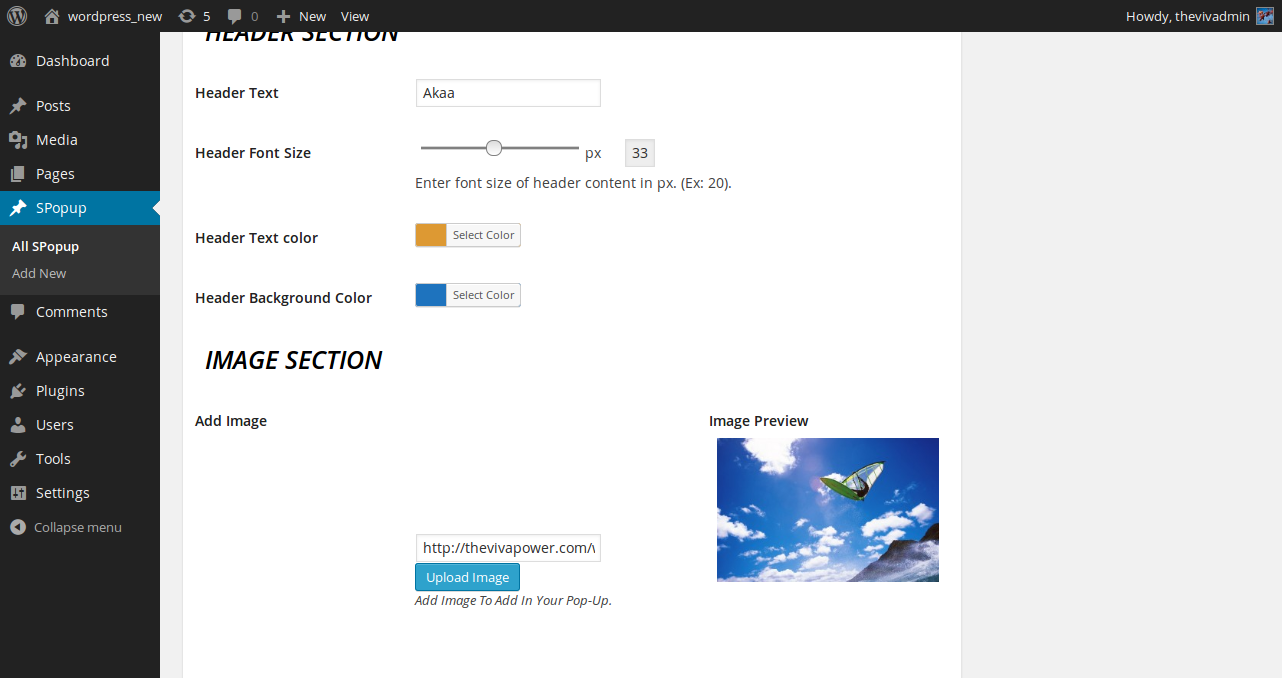 wordpress_new 5 0 New View Howdy, thevivadmin
Dashboard
Posts
Media
Pages
SPopup
All SPopup
Add New
Comments
Appearance
Plugins
Users
Tools
Settings
Collapse menu
HEADER SECTION
Header Text Akaa
Header Font Size px 33
Enter font size of header content in px. (Ex: 20).
Header Text color Select Color
Header Background Color Select Color
IMAGE SECTION
Add Image Image Preview
http://thevivapower.com/
Upload Image
Add Image To Add In Your Pop-Up.